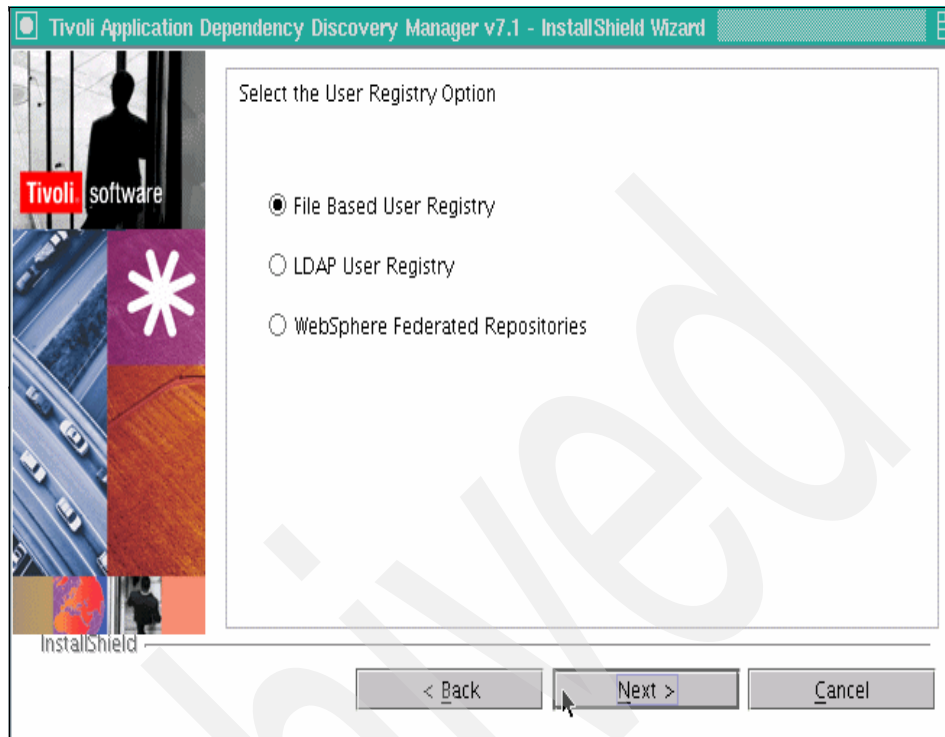 Tivoli Application Dependency Discovery Manager v7.1 - InstallShield Wizard
Select the User Registry Option
Tivoli software
File Based User Registry
LDAP User Registry
WebSphere Federated Repositories
InstallShield
< Back
Next >
Cancel
hived